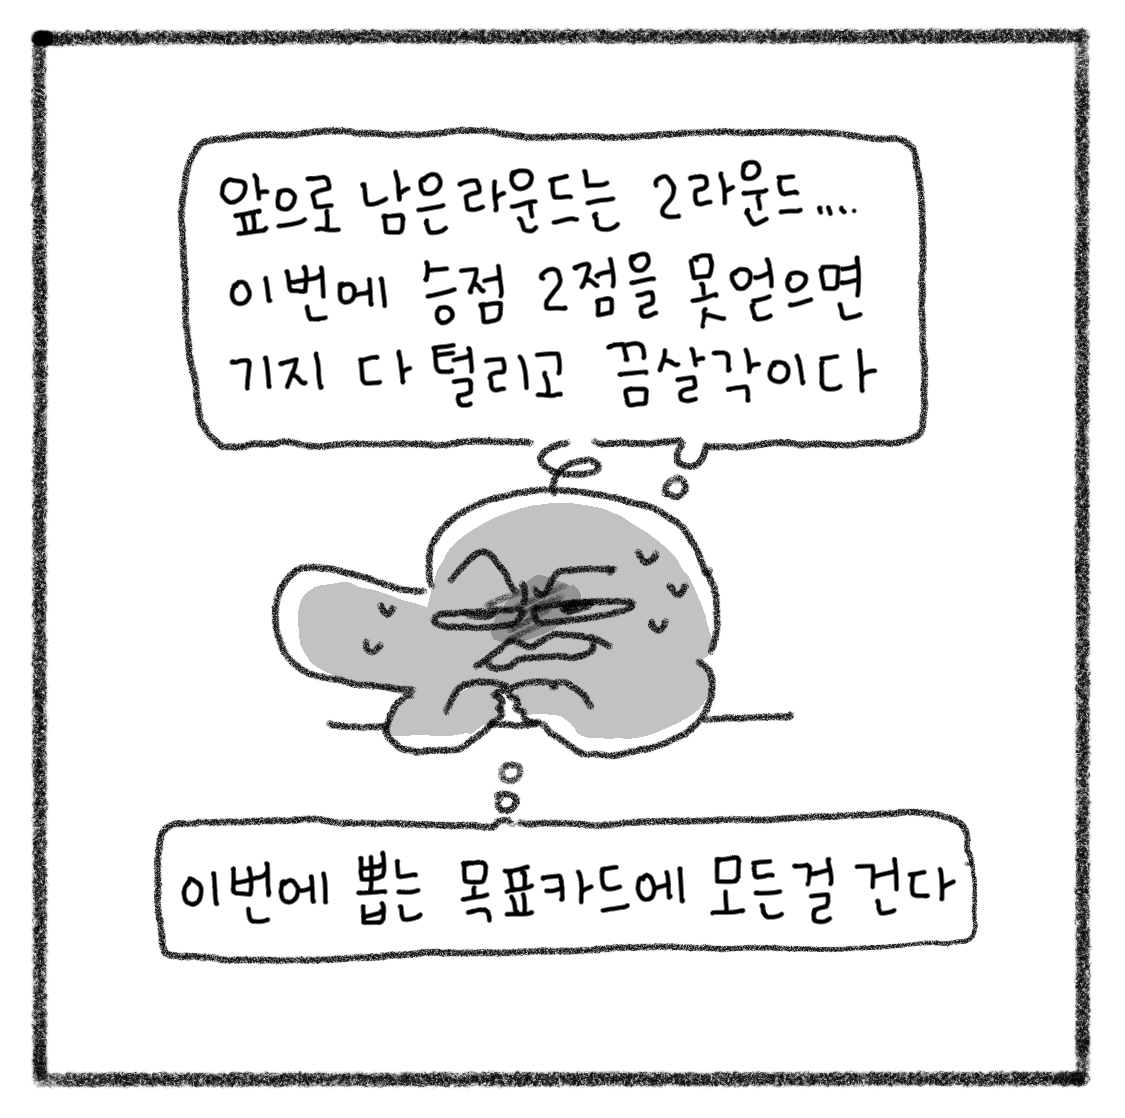 앞으로 남은라운드는 2라운드....
이번에 승점 2점을 못얻으면
기지 다 털리고 끔살각이다
이번에 뽑는 목표카드에 모든걸 건다